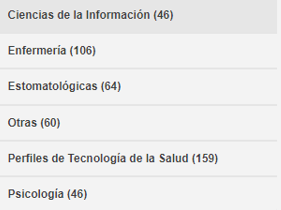 Ciencias de la Información (46)
Enfermería (106)
Estomatológicas (64)
Otras (60)
Perfiles de Tecnología de la Salud (159)
Psicología (46)